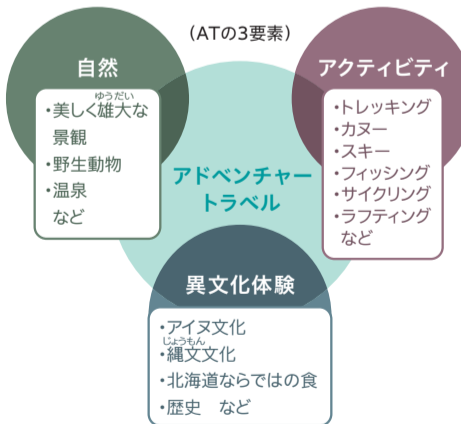 (ATの3要素)
自然
・美しく雄大な
ゆうだい
景観
・野生動物
・温泉
など
アクティビティ
・トレッキング
・カヌー
・スキー
・フィッシング
・サイクリング
・ラフティング
など
アドベンチャー
トラベル
異文化体験
・アイヌ文化
じょうもん
・縄文文化
・北海道ならではの食
・歴史 など